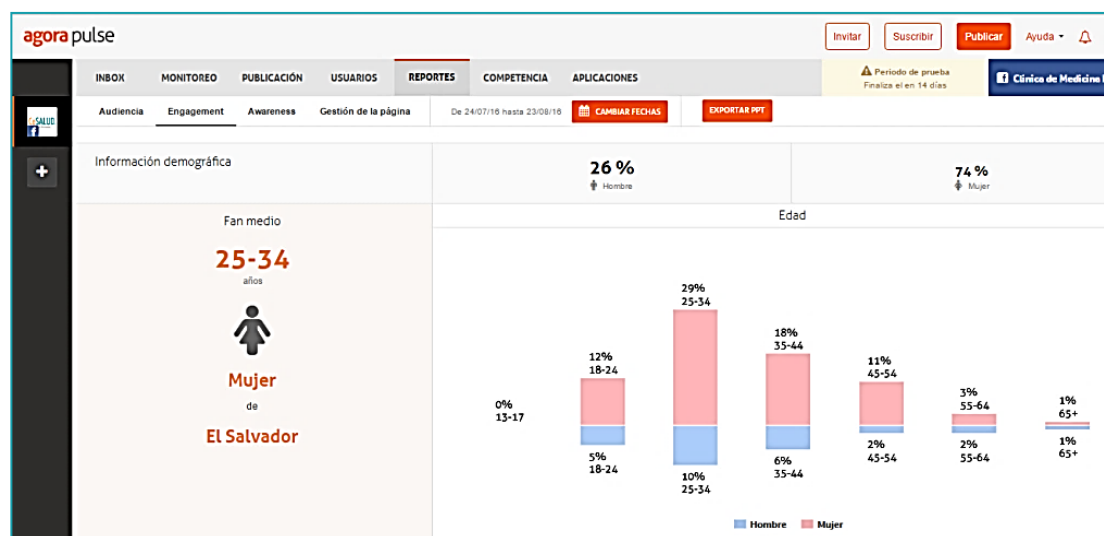 agora pulse
Invitar Suscribir Publicar Ayuda
INBOX MONITOREO PUBLICACIÓN USUARIOS REPORTES COMPETENCIA APLICACIONES
Periodo de prueba
Finaliza el en 14 días
Clínica de Medicina
SALUD
Audiencia Engagement Awareness Gestión de la página De 24/07/16 hasta 23/08/16 CAMBIAR FECHAS EXPORTAR PPT
Información demográfica
26 %
Hombre
74 %
Mujer
Fan medio
25-34
años
Mujer
de
El Salvador
Edad
0%
13-17
12%
18-24
29%
25-34
18%
35-44
11%
45-54
3%
55-64
1%
65+
5%
18-24
10%
25-34
6%
35-44
2%
45-54
2%
55-64
1%
65+
Hombre Mujer